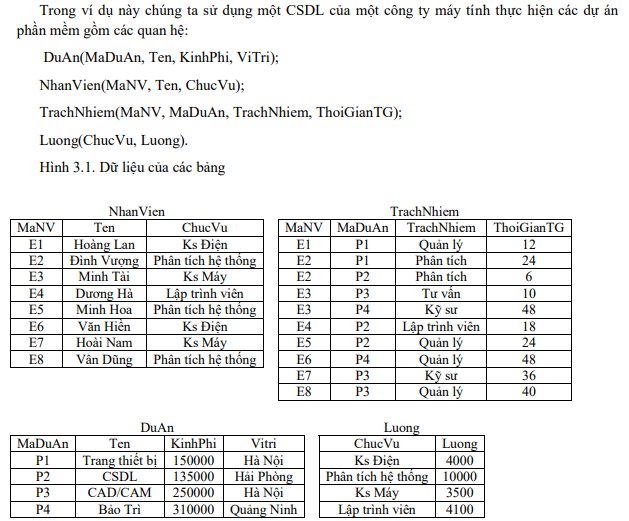 Trong ví dụ này chúng ta sử dụng một CSDL của một công ty máy tính thực hiện các dự án
phần mềm gồm các quan hệ:
DuAn(MaDuAn, Ten, KinhPhi, ViTri);
NhanVien(MaNV, Ten, ChucVu);
TrachNhiem(MaNV, MaDuAn, TrachNhiem, ThoiGianTG);
Luong(ChucVu, Luong).
Hình 3.1. Dữ liệu của các bảng
NhanVien
MaNV Ten ChucVu
E1 Hoàng Lan Ks Điện
E2 Đình Vượng Phân tích hệ thống
E3 Minh Tài Ks Máy
E4 Dương Hà Lập trình viên
E5 Minh Hoa Phân tích hệ thống
E6 Văn Hiền Ks Điện
E7 Hoài Nam Ks Máy
E8 Vân Dũng Phân tích hệ thống
TrachNhiem
MaNV MaDuAn TrachNhiem ThoiGianTG
E1 P1 Quản lý 12
E2 P1 Phân tích 24
E2 P2 Phân tích 6
E3 P3 Tư vấn 10
E3 P4 Kỹ sư 48
E4 P2 Lập trình viên 18
E5 P2 Quản lý 24
E6 P4 Quản lý 48
E7 P3 Kỹ sư 36
E8 P3 Quản lý 40
DuAn
MaDuAn Ten KinhPhi Vitri
P1 Trang thiết bị 150000 Hà Nội
P2 CSDL 135000 Hải Phòng
P3 CAD/CAM 250000 Hà Nội
P4 Bảo Trì 310000 Quảng Ninh
Luong
ChucVu Luong
Ks Điện 4000
Phân tích hệ thống 10000
Ks Máy 3500
Lập trình viên 4100